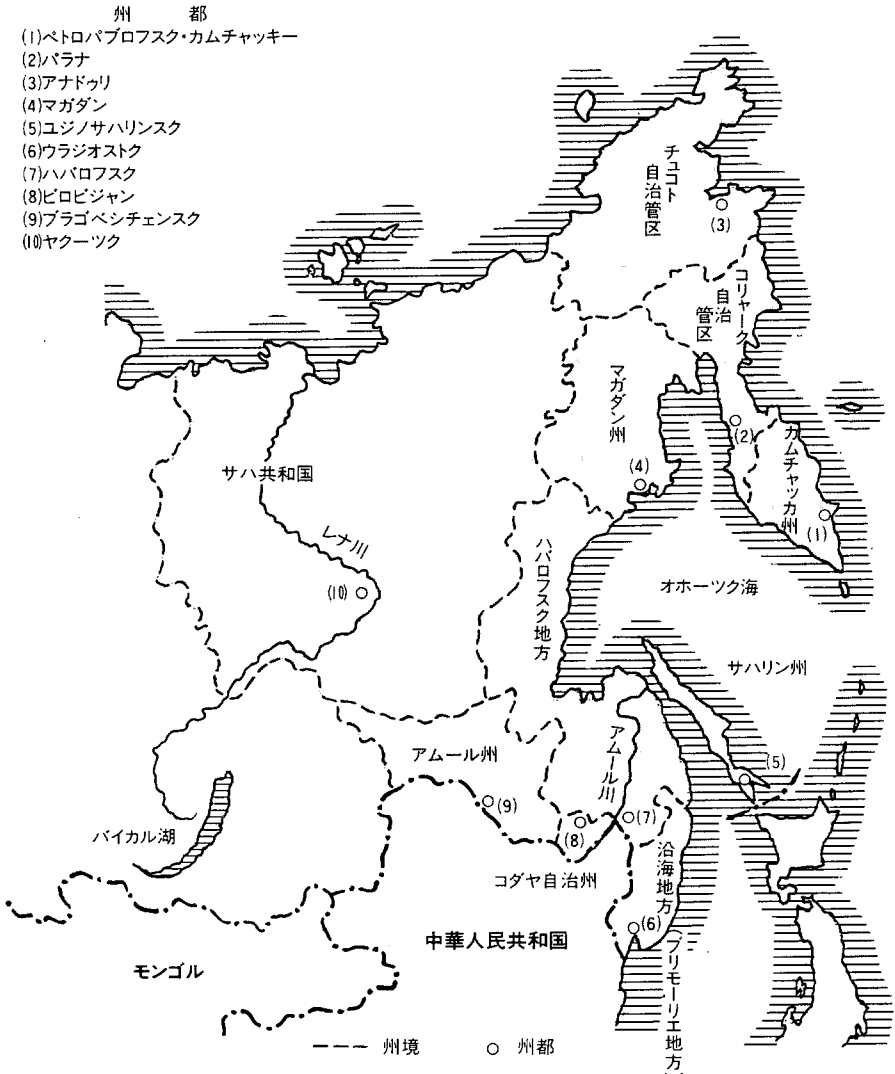 州 都
(1)ペトロパブロフスク・カムチャッキー
(2)パラナ
(3)アナドゥリ
(4)マガダン
(5)ユジノサハリンスク
(6)ウラジオストク
(7)ハバロフスク
(8)ビロビジャン
(9)ブラゴベシチェンスク
(10)ヤクーツク
チュコト
自治管区
(3)
コリャーク
自治
管区
マガダン州
(4)
(2)
カムチャッカ州
(1)
サハ共和国
レナ川
(10)
ハバロフスク地方
オホーツク海
サハリン州
(5)
アムール州
(9)
アムール川
(8)
(7)
バイカル湖
コダヤ自治州
沿海地方
(プリモーリエ地方)
(6)
中華人民共和国
モンゴル
州境
州都